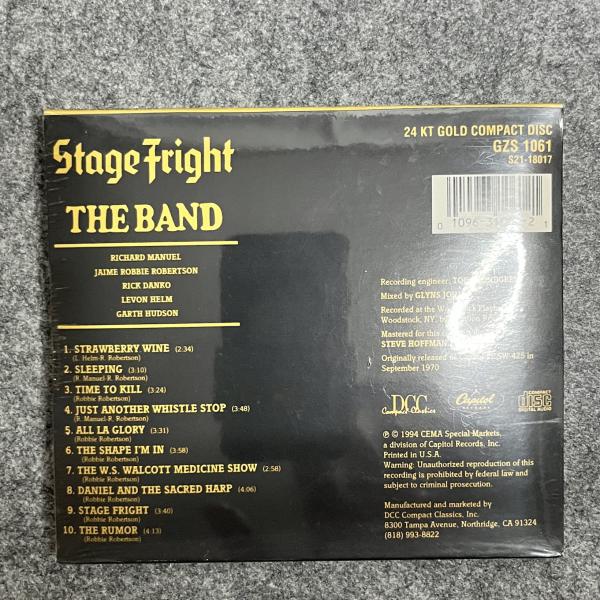 24 KT GOLD COMPACT DISC
GZS 1061
S21-18017
Stage Fright
THE BAND
RICHARD MANUEL
JAIME ROBBIE ROBERTSON
RICK DANKO
LEVON HELM
GARTH HUDSON
1. STRAWBERRY WINE (2:34)
(L. Helm-R. Robertson)
2. SLEEPING (3:10)
(R. Manuel-R. Robertson)
3. TIME TO KILL (3:24)
(Robbie Robertson)
4. JUST ANOTHER WHISTLE STOP (3:48)
(R. Manuel-R. Robertson)
5. ALL LA GLORY (3:31)
(Robbie Robertson)
6. THE SHAPE I'M IN (3:58)
(Robbie Robertson)
7. THE W.S. WALCOTT MEDICINE SHOW (2:58)
(Robbie Robertson)
8. DANIEL AND THE SACRED HARP (4:06)
(Robbie Robertson)
9. STAGE FRIGHT (3:40)
(Robbie Robertson)
10. THE RUMOR (4:13)
(Robbie Robertson)
Recording engineer:
Mixed by GLYNS
Recorded at the
Woodstock, NY, by
Mastered for this
STEVE HOFFMAN
Originally released SW-425 in
September 1970
DCC
Compact Classics
Capitol
RECORDS
COMPACT
disc
DIGITAL AUDIO
℗ © 1994 CEMA Special Markets,
a division of Capitol Records, Inc.
Printed in U.S.A.
Warning: Unauthorized reproduction of this
recording is prohibited by federal law and
subject to criminal prosecution.
Manufactured and marketed by
DCC Compact Classics, Inc.
8300 Tampa Avenue, Northridge, CA 91324
(818) 993-8822